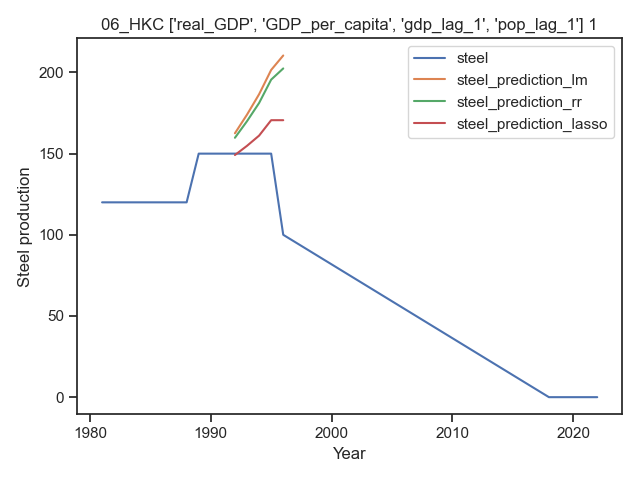 06_HKC ['real_GDP', 'GDP_per_capita', 'gdp_lag_1', 'pop_lag_1'] 1
steel
steel_prediction_lm
steel_prediction_rr
steel_prediction_lasso
Steel production
200
150
100
50
0
1980 1990 2000 2010 2020
Year